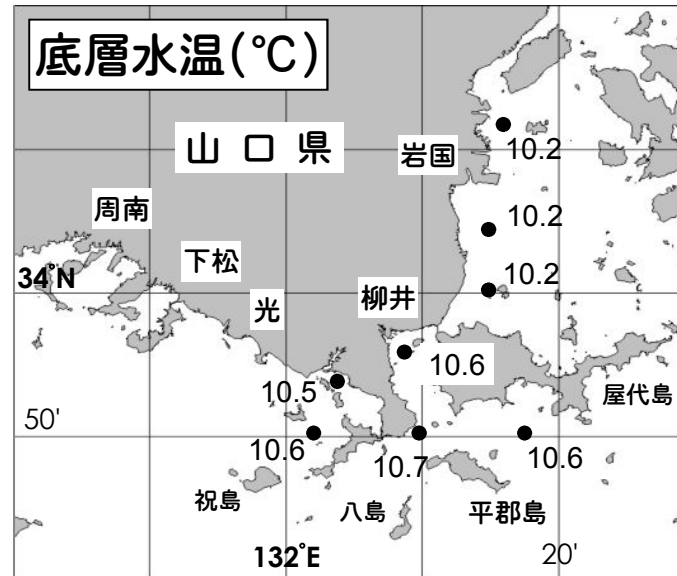 底層水温(℃)
山口県
岩国
10.2
周南
10.2
下松
10.2
34°N
光
柳井
10.6
10.5
屋代島
50'
10.6
10.7
10.6
祝島
八島
平郡島
132°E
20'